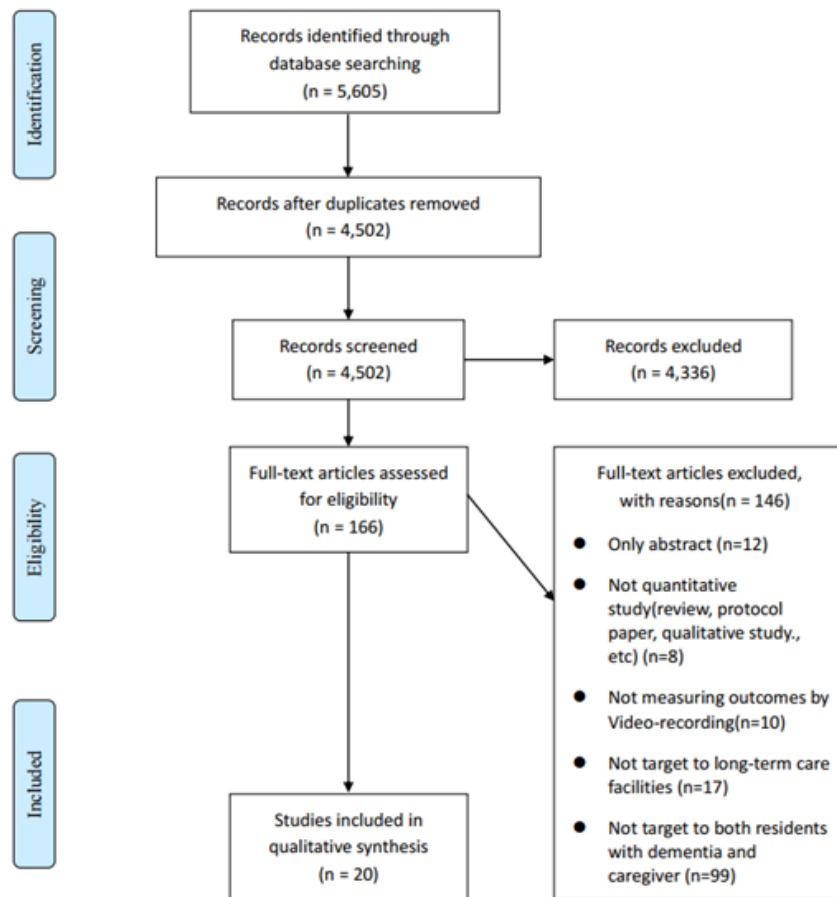 Identification
Records identified through
database searching
(n = 5,605)
Records after duplicates removed
(n = 4,502)
Screening
Records screened
(n = 4,502)
Records excluded
(n = 4,336)
Eligibility
Full-text articles assessed
for eligibility
(n = 166)
Full-text articles excluded,
with reasons(n = 146)
● Only abstract (n=12)
● Not quantitative
study(review, protocol
paper, qualitative study.,
etc) (n=8)
● Not measuring outcomes by
Video-recording(n=10)
● Not target to long-term care
facilities (n=17)
● Not target to both residents
with dementia and
caregiver (n=99)
Included
Studies included in
qualitative synthesis
(n = 20)